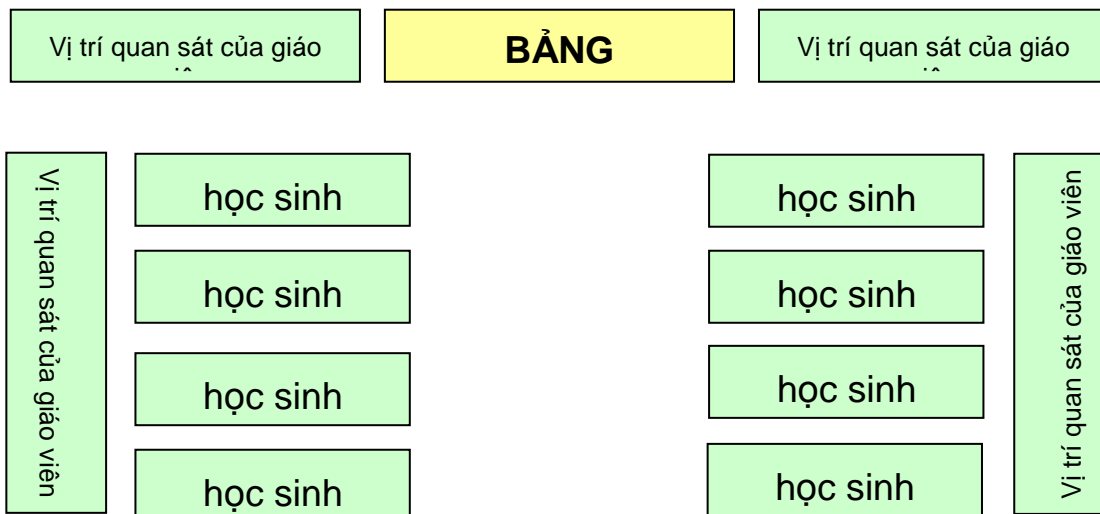 Vị trí quan sát của giáo
BẢNG
Vị trí quan sát của giáo
Vị trí quan sát của giáo viên
học sinh
học sinh
học sinh
học sinh
học sinh
học sinh
học sinh
học sinh
Vị trí quan sát của giáo viên